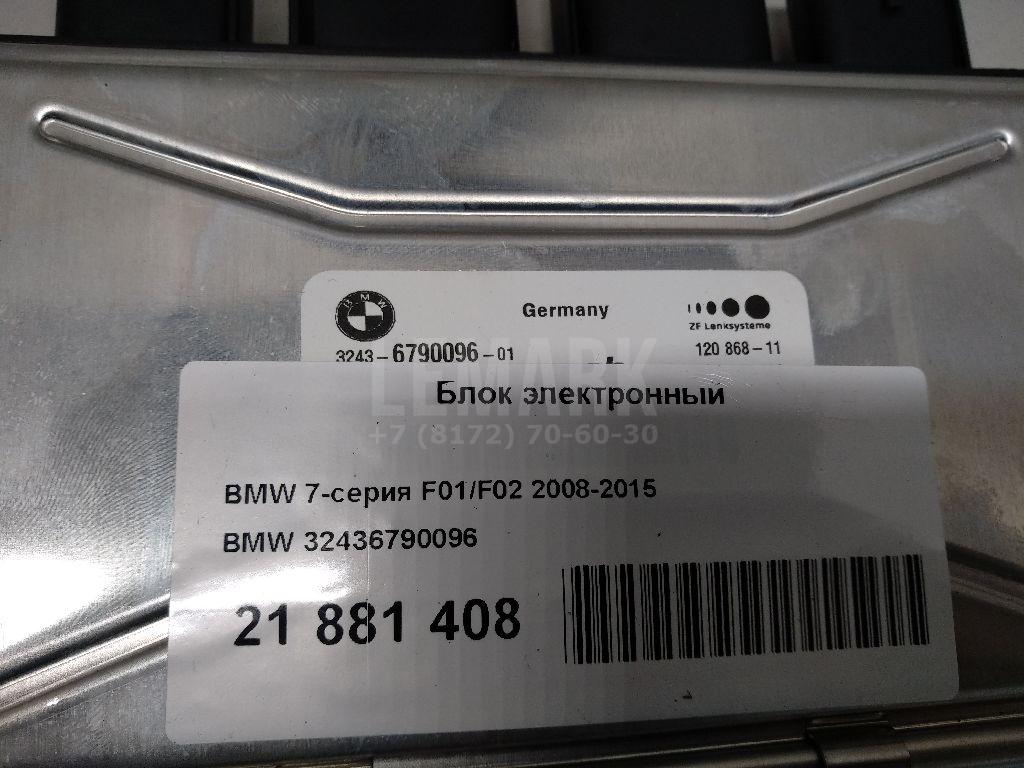 BMW
Germany
ZF Lenksysteme
3243-6790096-01
120 868-11
LEMARK
Блок электронный
+7 (8172) 70-60-30
BMW 7-серия F01/F02 2008-2015
BMW 32436790096
21 881 408